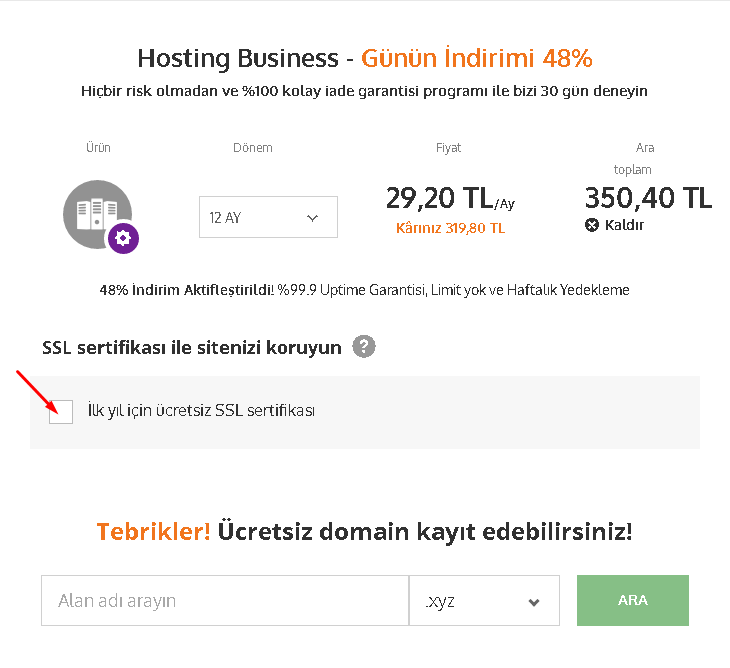 Hosting Business - Günün İndirimi 48%
Hiçbir risk olmadan ve %100 kolay iade garantisi programı ile bizi 30 gün deneyin
Ürün
Dönem
Fiyat
Ara
toplam
12 AY
29,20 TL/Ay
Kârınız 319,80 TL
350,40 TL
Kaldır
48% İndirim Aktifleştirildi! %99.9 Uptime Garantisi, Limit yok ve Haftalık Yedekleme
SSL sertifikası ile sitenizi koruyun ?
İlk yıl için ücretsiz SSL sertifikası
Tebrikler! Ücretsiz domain kayıt edebilirsiniz!
Alan adı arayın
.xyz
ARA